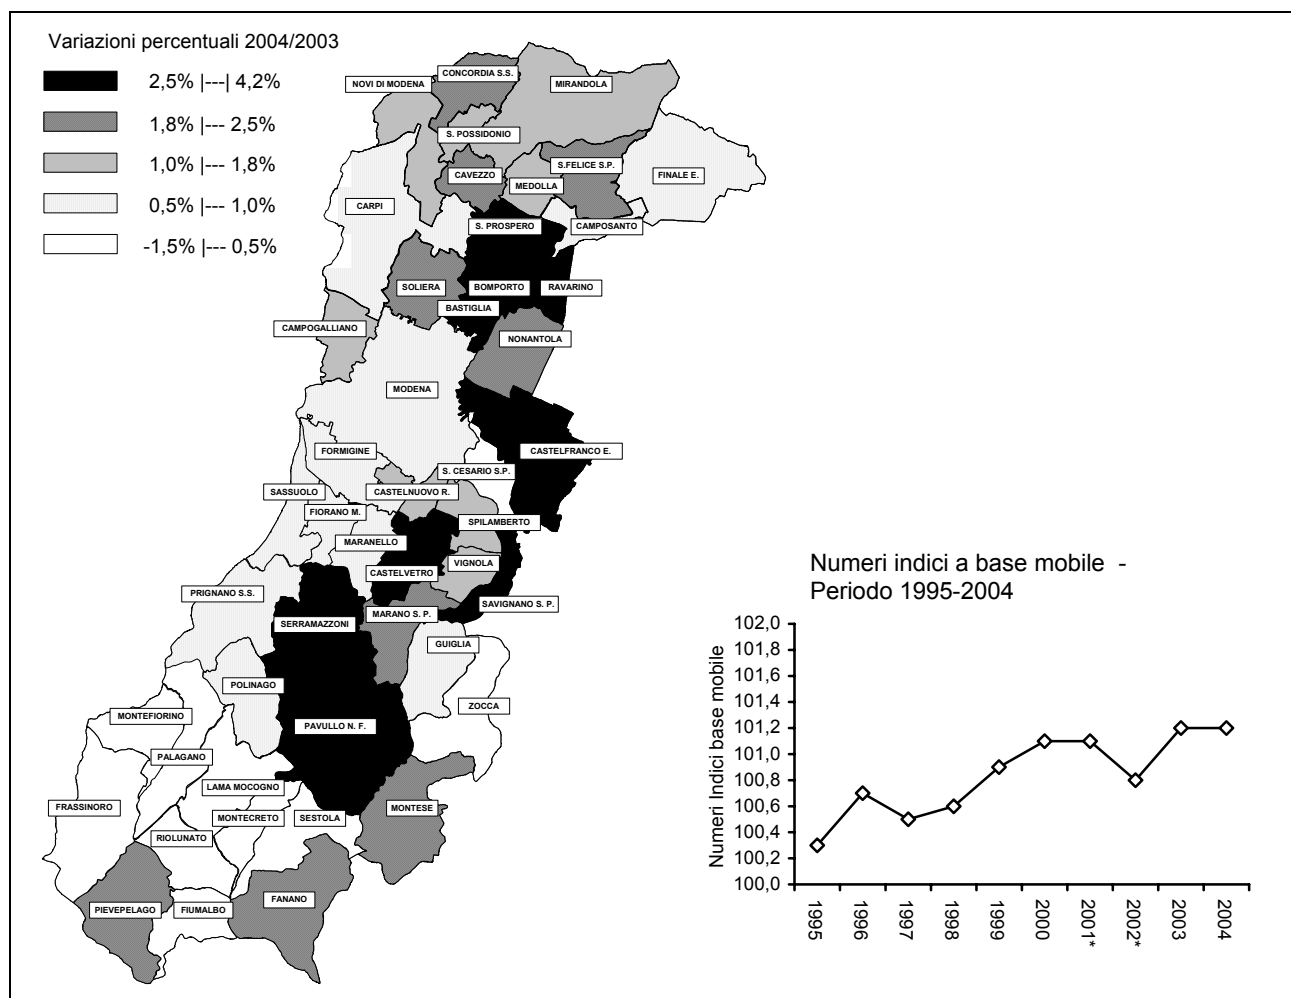 Variazioni percentuali 2004/2003
2,5% |---| 4,2%
1,8% |--- 2,5%
1,0% |--- 1,8%
0,5% |--- 1,0%
-1,5% |--- 0,5%
CONCORDIA S.S.
NOVI DI MODENA
MIRANDOLA
S. POSSIDONIO
S.FELICE S.P.
CAVEZZO
MEDOLLA
FINALE E.
CARPI
S. PROSPERO
CAMPOSANTO
SOLIERA
BOMPORTO
RAVARINO
BASTIGLIA
CAMPOGALLIANO
NONANTOLA
MODENA
FORMIGINE
CASTELFRANCO E.
S. CESARIO S.P.
SASSUOLO
CASTELNUOVO R.
FIORANO M.
SPILAMBERTO
MARANELLO
VIGNOLA
CASTELVETRO
PRIGNANO S.S.
SAVIGNANO S. P.
MARANO S. P.
SERRAMAZZONI
GUIGLIA
POLINAGO
ZOCCA
MONTEFIORINO
PAVULLO N. F.
PALAGANO
LAMA MOCOGNO
FRASSINORO
MONTECRETO
SESTOLA
MONTESE
RIOLUNATO
FANANO
PIEVEPELAGO
FIUMALBO
Numeri indici a base mobile -
Periodo 1995-2004
Numeri Indici base mobile
102,0
101,8
101,6
101,4
101,2
101,0
100,8
100,6
100,4
100,2
100,0
1995
1996
1997
1998
1999
2000
2001*
2002*
2003
2004